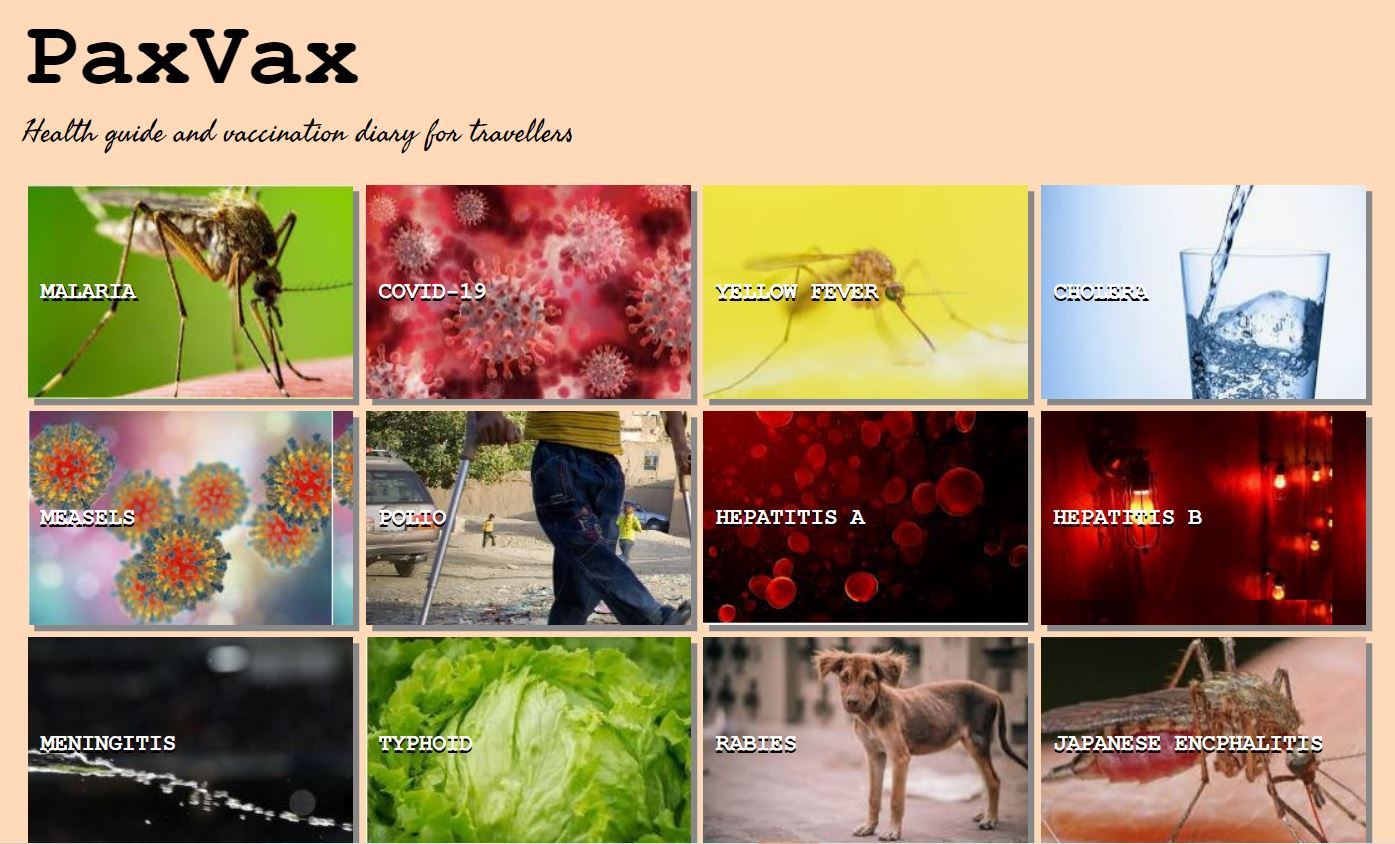 PaxVax
Health guide and vaccination diary for travellers
MALARIA
COVID-19
YELLOW FEVER
CHOLERA
MEASELS
POLIO
HEPATITIS A
HEPATITIS B
MENINGITIS
TYPHOID
RABIES
JAPANESE ENCPHALITIS